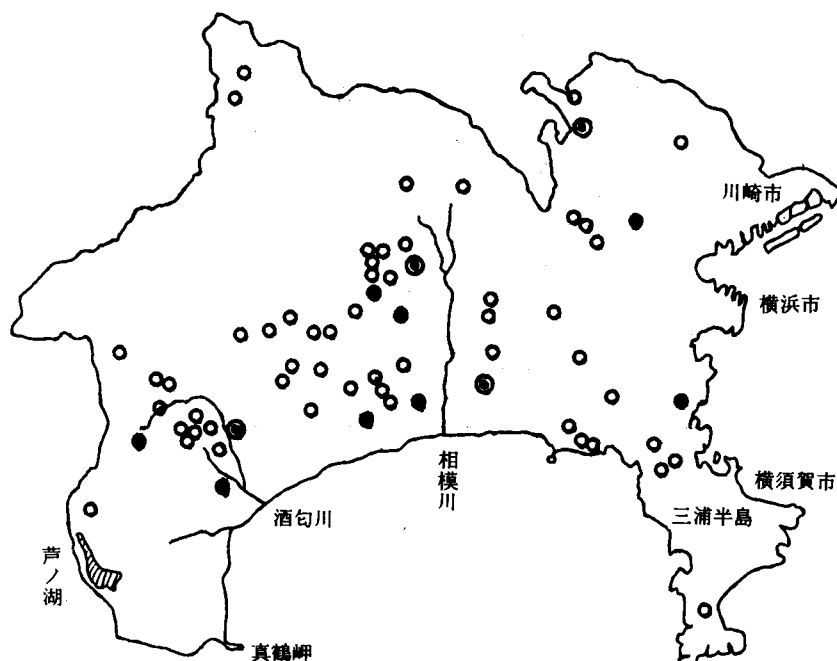 川崎市
横浜市
相模川
横須賀市
酒匂川
三浦半島
芦ノ湖
真鶴岬